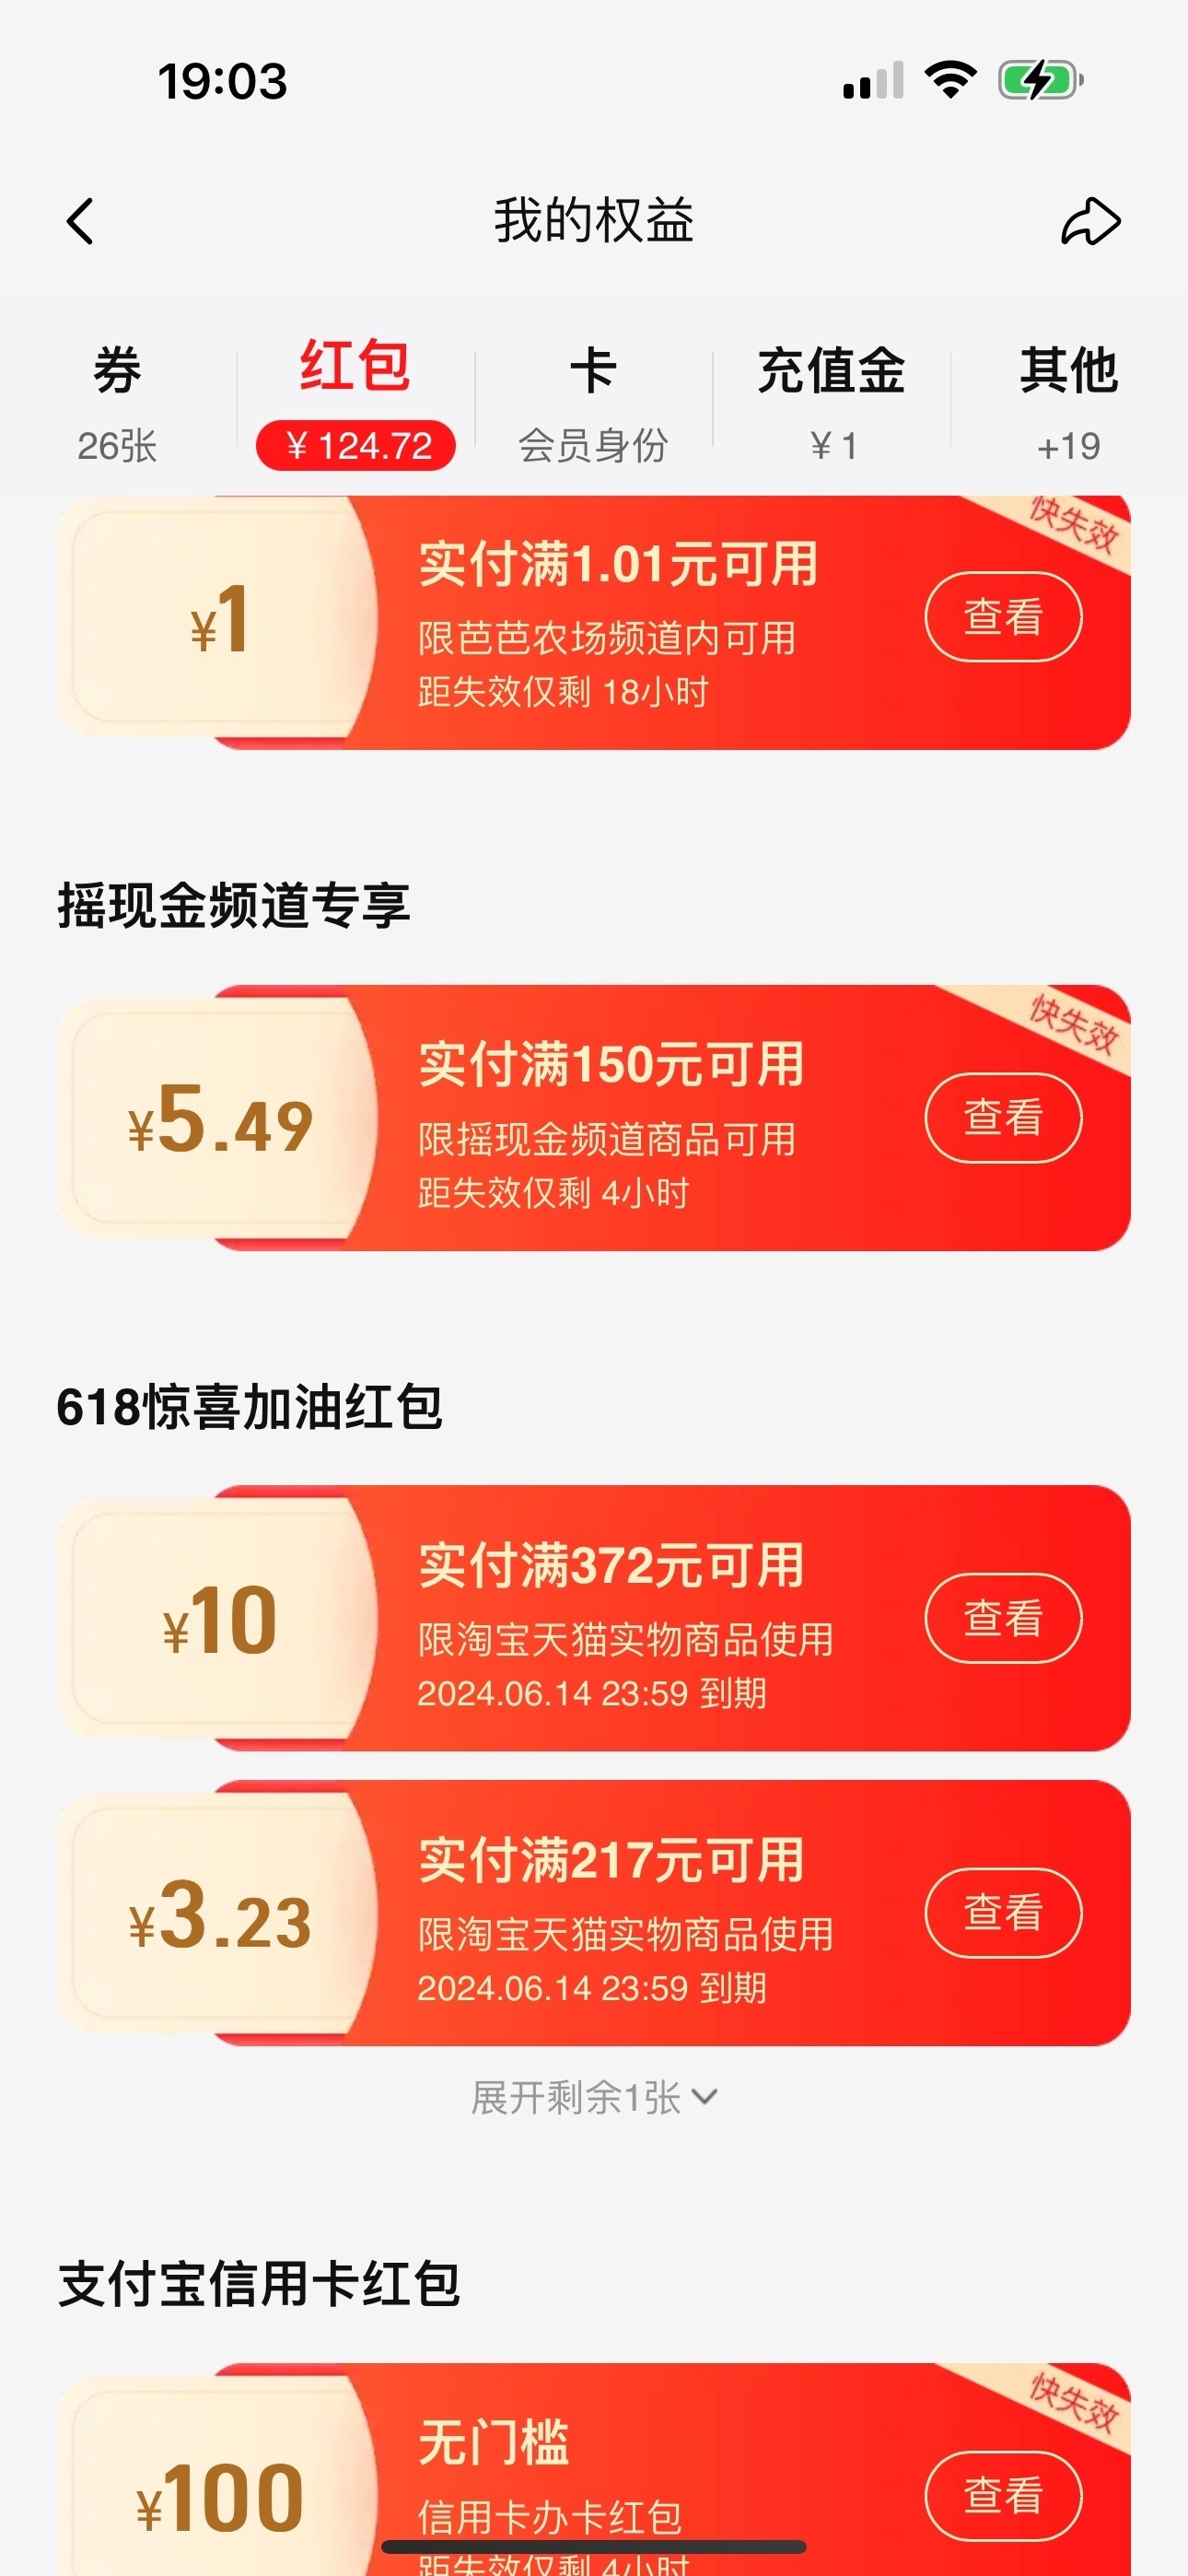 19:03
我的权益
券
红包
卡
充值金
其他
26张
¥ 124.72
会员身份
¥ 1
+19
快失效
¥1
实付满1.01元可用
限芭芭农场频道内可用
距失效仅剩 18小时
查看
摇现金频道专享
快失效
¥5.49
实付满150元可用
限摇现金频道商品可用
距失效仅剩 4小时
查看
618惊喜加油红包
¥10
实付满372元可用
限淘宝天猫实物商品使用
2024.06.14 23:59 到期
查看
¥3.23
实付满217元可用
限淘宝天猫实物商品使用
2024.06.14 23:59 到期
查看
展开剩余1张
支付宝信用卡红包
快失效
¥100
无门槛
信用卡办卡红包
距失效仅剩 4小时
查看